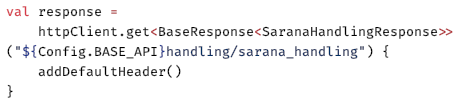 val response =
    httpClient.get<BaseResponse<SaranaHandlingResponse>>
("${Config.BASE_API}handling/sarana_handling") {
    addDefaultHeader()
}